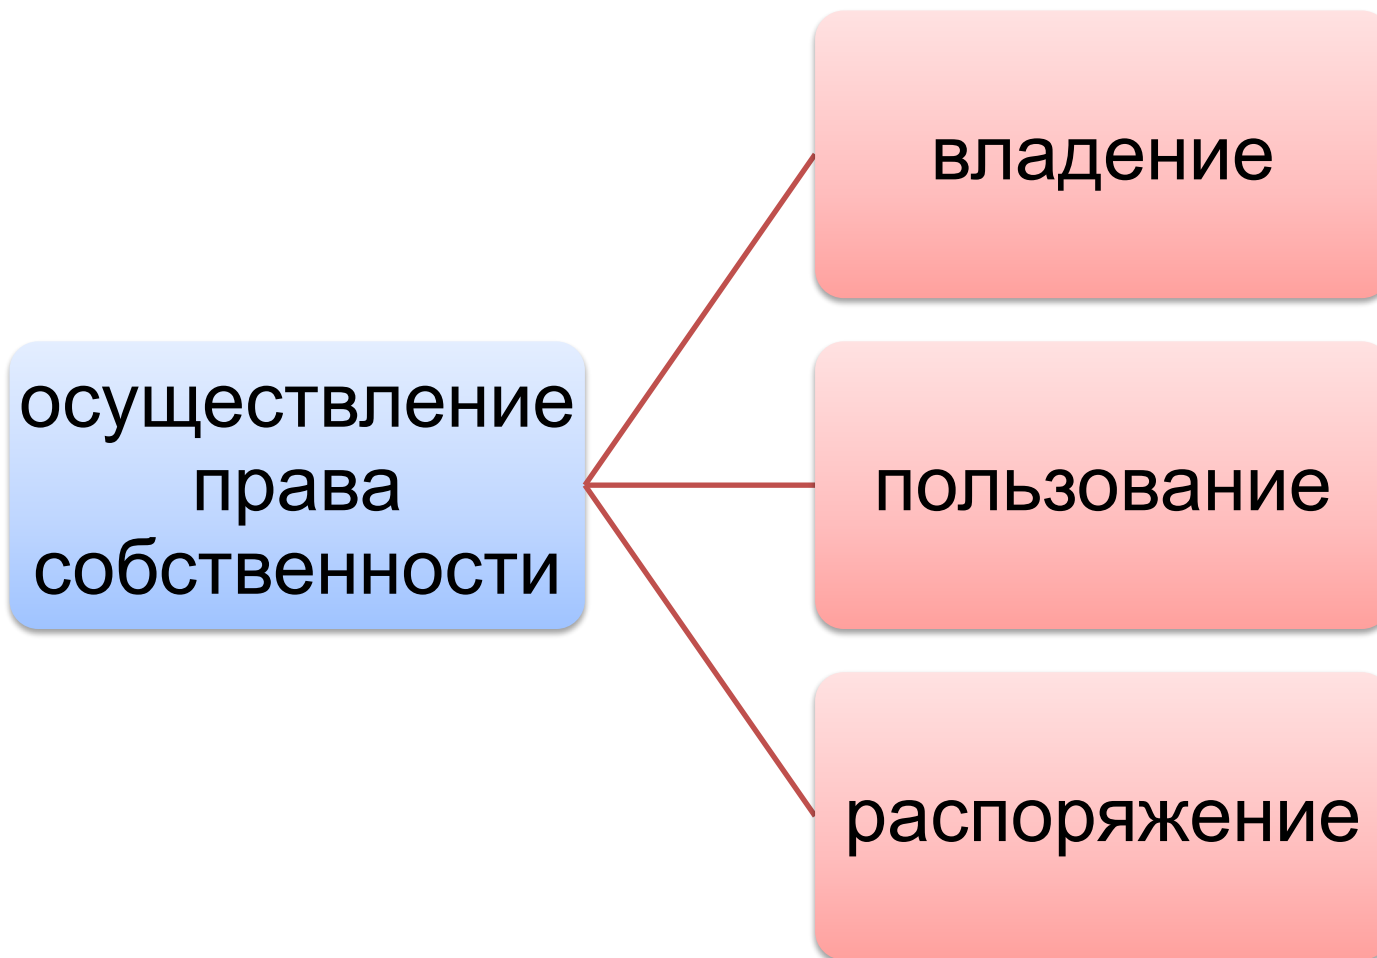 владение
осуществление
права
собственности
пользование
распоряжение